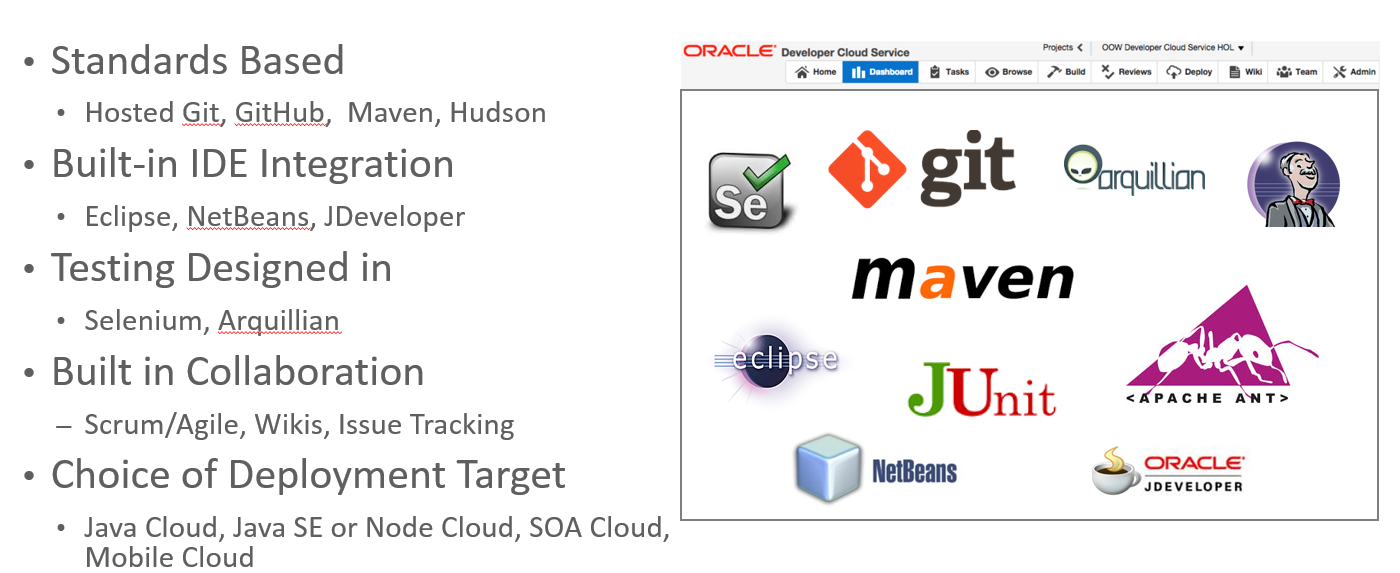 • Standards Based
• Hosted Git, GitHub, Maven, Hudson
• Built-in IDE Integration
• Eclipse, NetBeans, JDeveloper
• Testing Designed in
• Selenium, Arquillian
• Built in Collaboration
– Scrum/Agile, Wikis, Issue Tracking
• Choice of Deployment Target
• Java Cloud, Java SE or Node Cloud, SOA Cloud,
Mobile Cloud
ORACLE® Developer Cloud Service
Projects OOW Developer Cloud Service HOL
Home Dashboard Tasks Browse Build Reviews Deploy Wiki Team Admin
Se
git
arquillian
maven
eclipse
JUnit
<APACHE ANT>
NetBeans
ORACLE®
JDEVELOPER